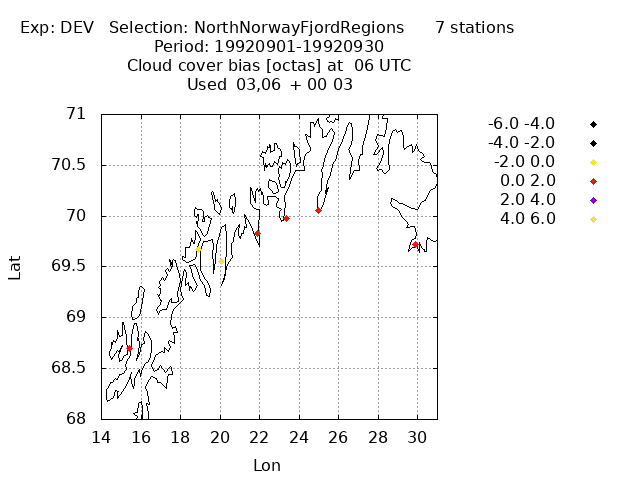 Exp: DEV   Selection: NorthNorwayFjordRegions      7 stations
Period: 19920901-19920930
Cloud cover bias [octas] at  06 UTC
Used  03,06  + 00 03
-6.0 -4.0
-4.0 -2.0
-2.0 0.0
0.0 2.0
2.0 4.0
4.0 6.0
71
70.5
70
69.5
69
68.5
68
Lat
14 16 18 20 22 24 26 28 30
Lon